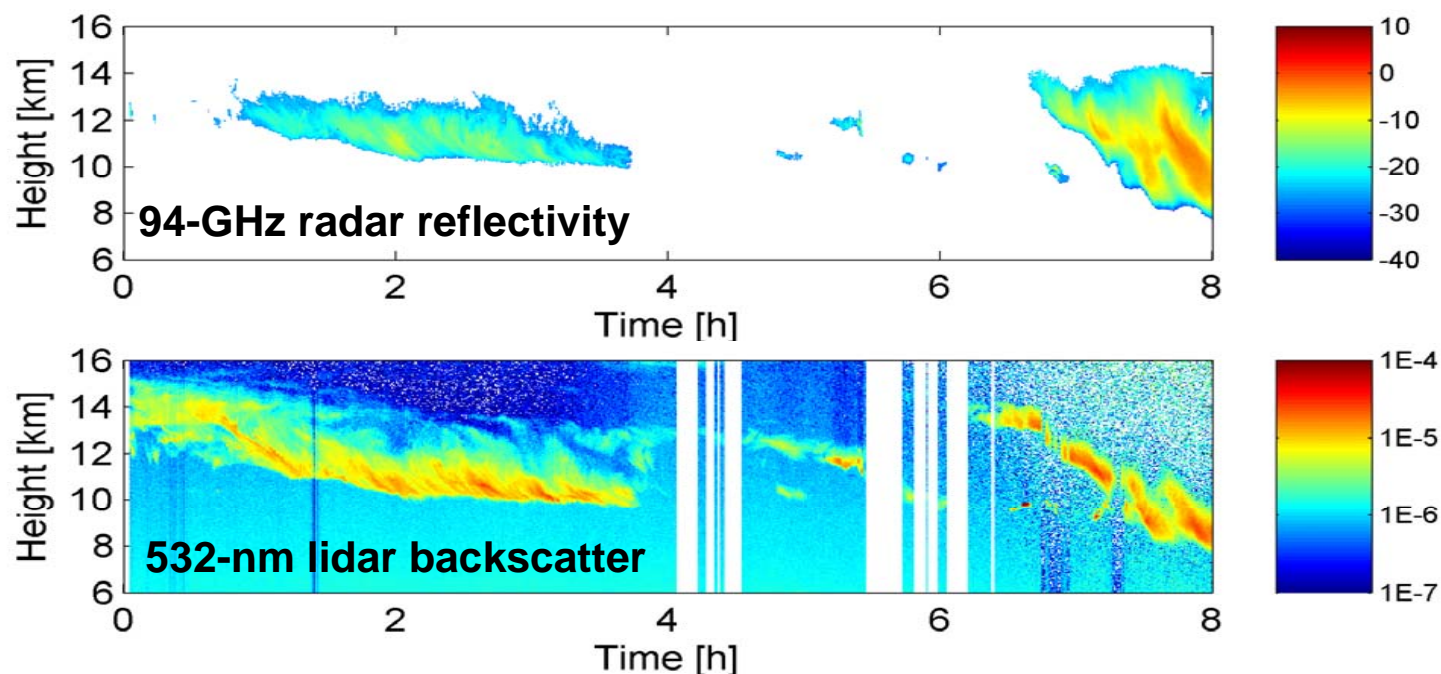 16
14
12
10
8
6
Height [km]
94-GHz radar reflectivity
0 2 4 6 8
Time [h]
10
0
-10
-20
-30
-40
16
14
12
10
8
6
Height [km]
532-nm lidar backscatter
0 2 4 6 8
Time [h]
1E-4
1E-5
1E-6
1E-7